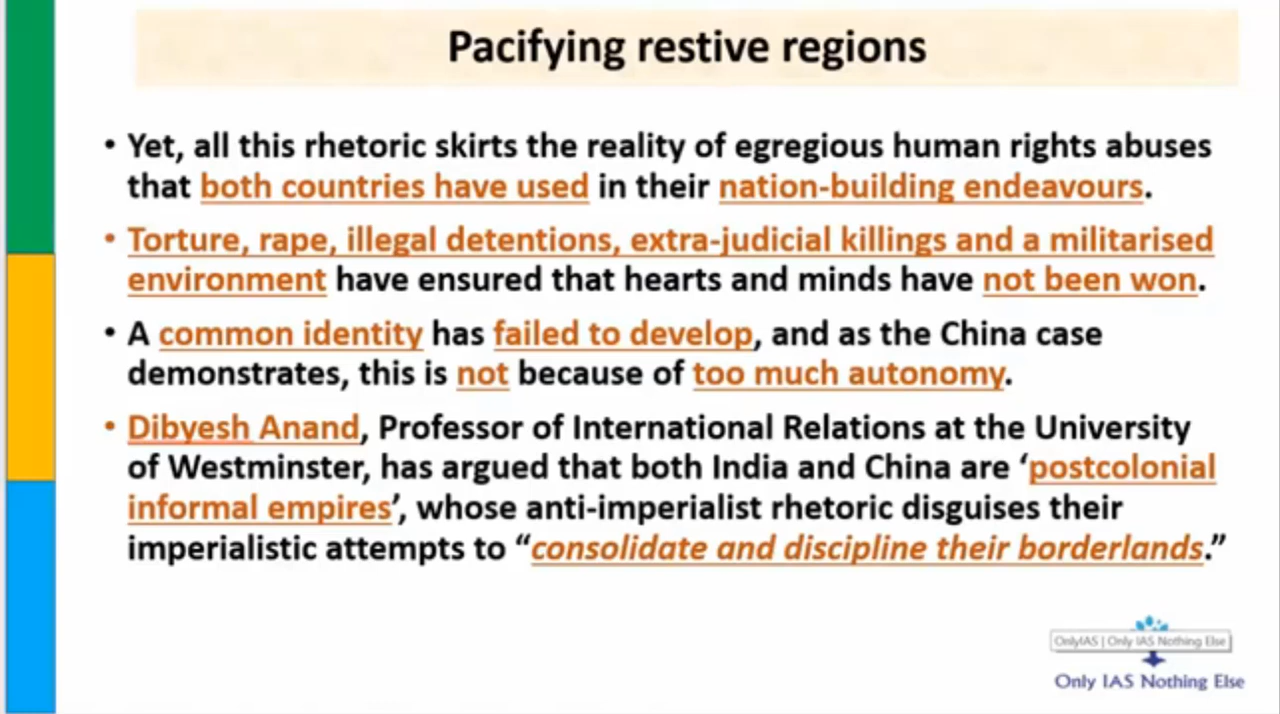 Pacifying restive regions
• Yet, all this rhetoric skirts the reality of egregious human rights abuses
that both countries have used in their nation-building endeavours.
• Torture, rape, illegal detentions, extra-judicial killings and a militarised
environment have ensured that hearts and minds have not been won.
• A common identity has failed to develop, and as the China case
demonstrates, this is not because of too much autonomy.
• Dibyesh Anand, Professor of International Relations at the University
of Westminster, has argued that both India and China are ‘postcolonial
informal empires’, whose anti-imperialist rhetoric disguises their
imperialistic attempts to “consolidate and discipline their borderlands.”
OnlyIAS | Only IAS Nothing Else
Only IAS Nothing Else